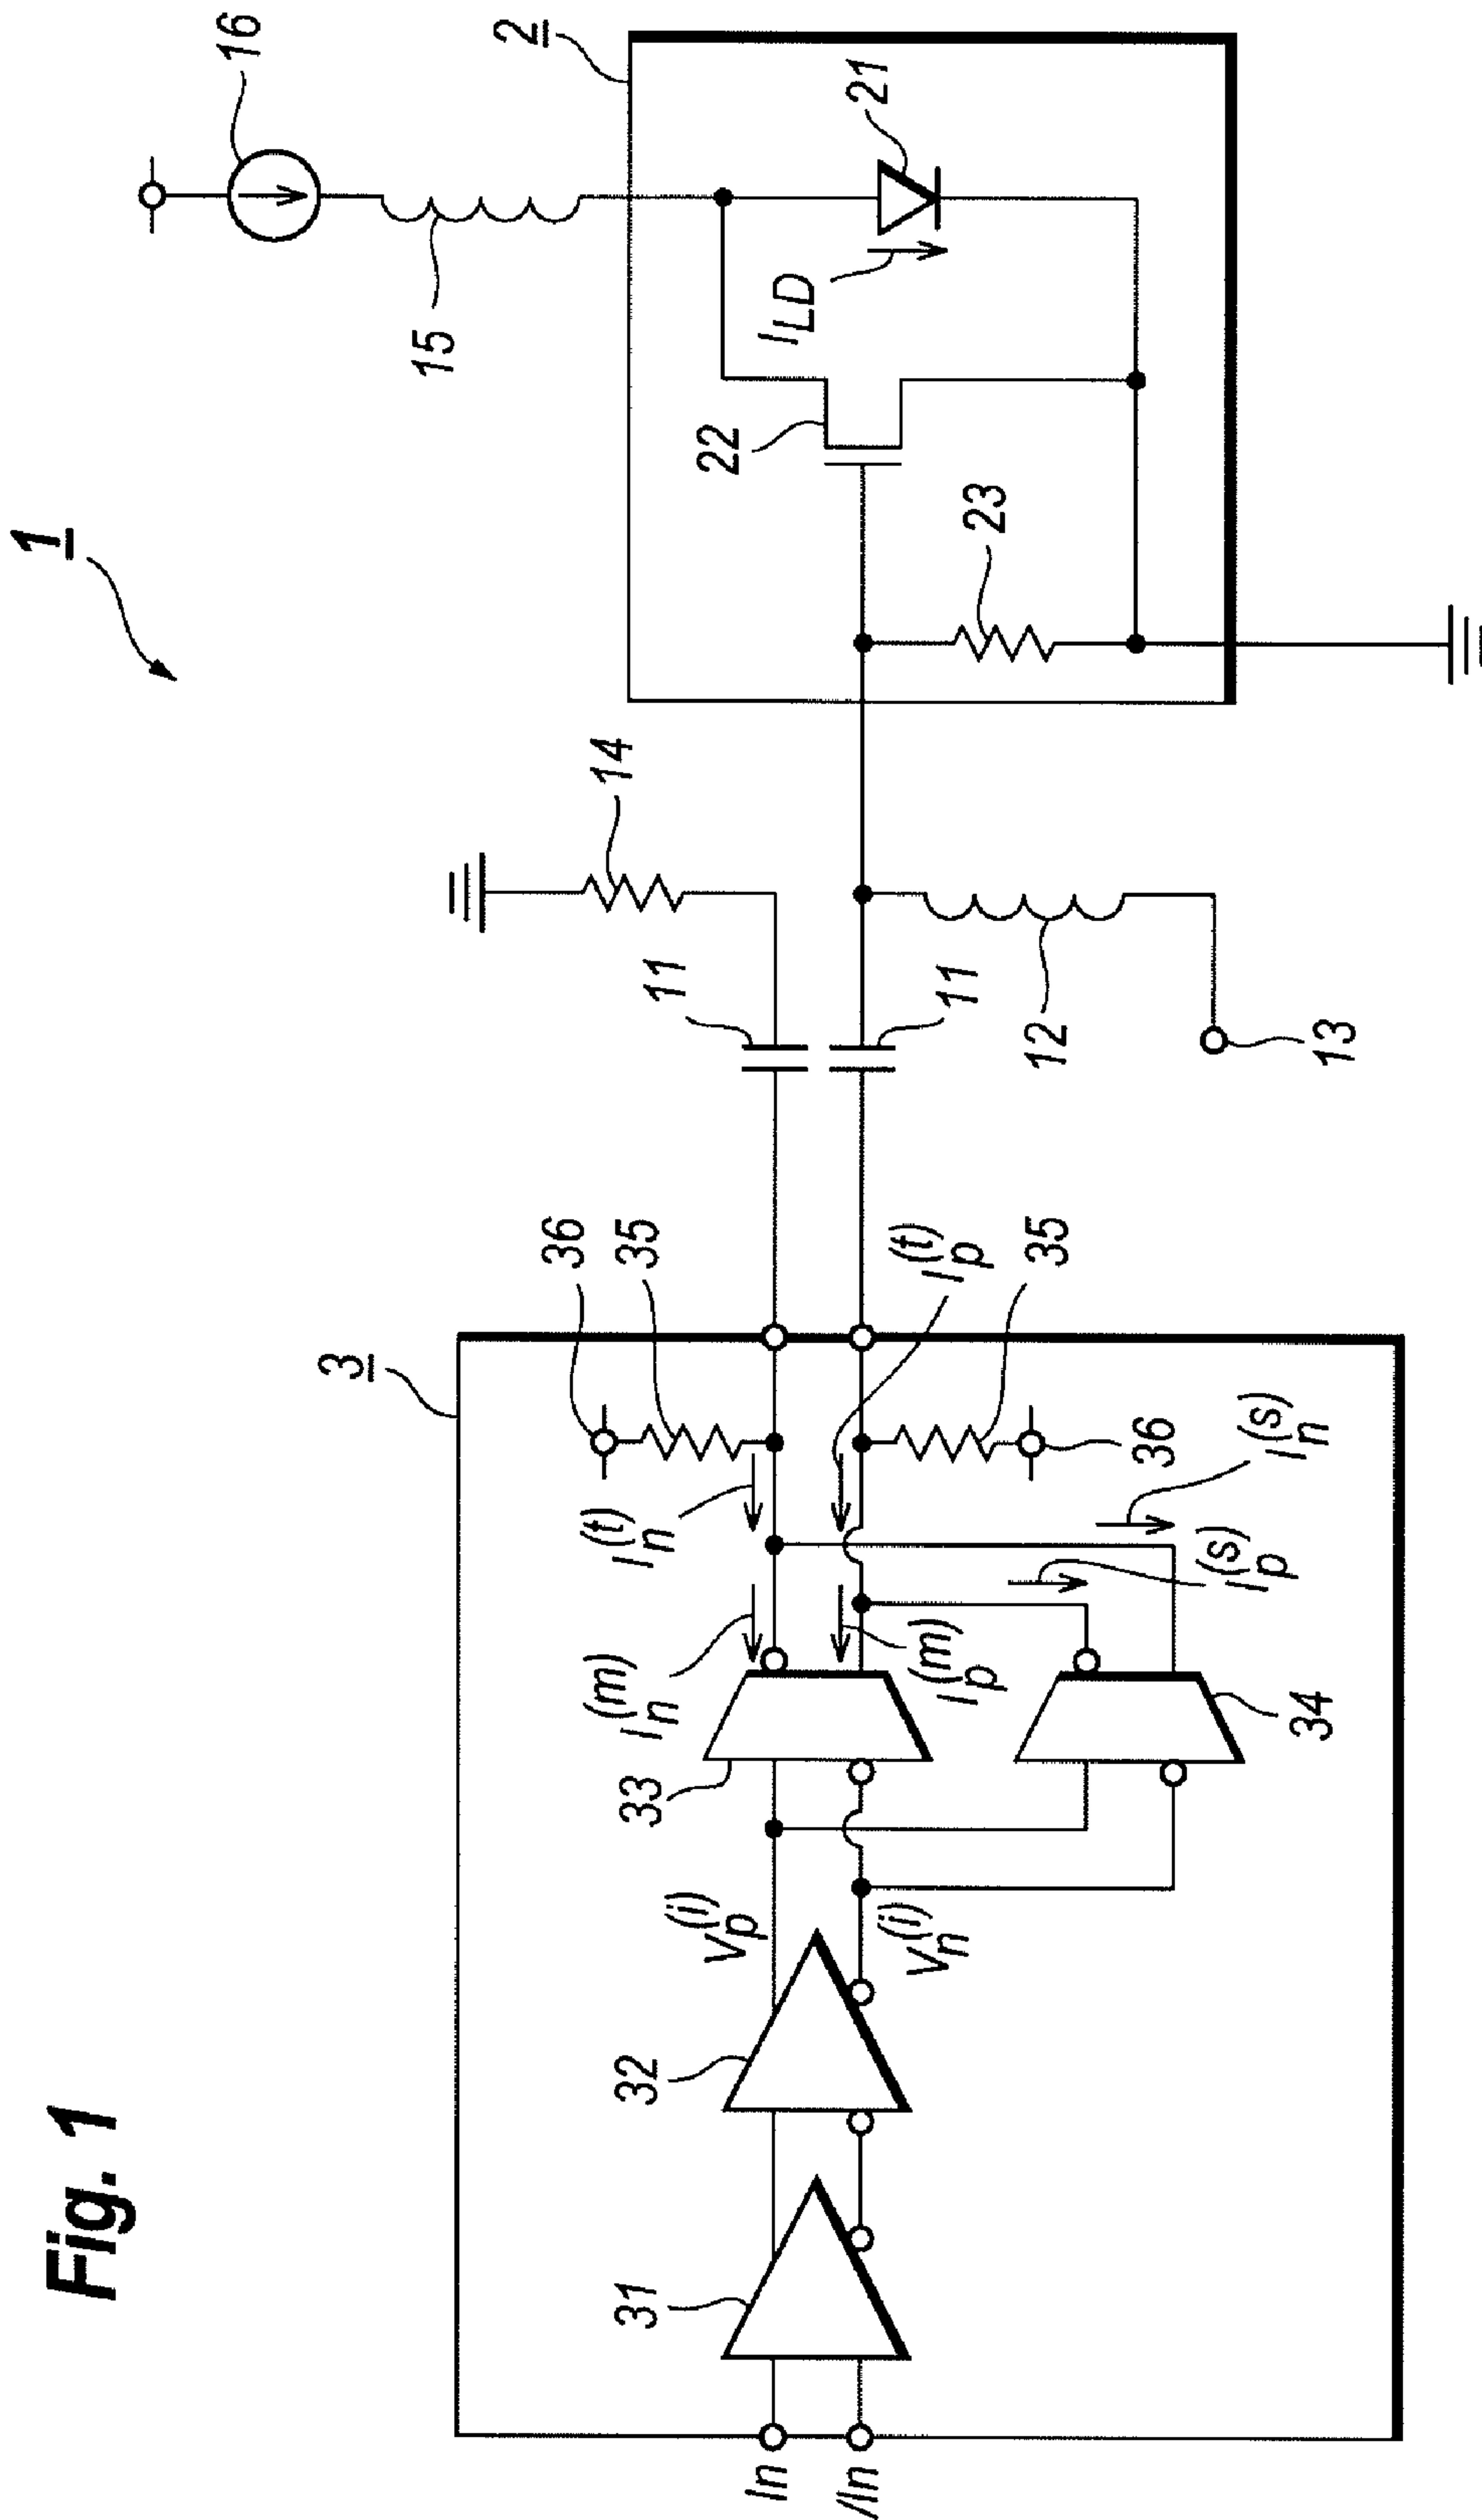 Fig. 1
1
16
2
15
21
I_LD
22
23
14
11
11
12
13
3
36
35
I_n^(t)
I_p^(t)
35
36
I_n^(m)
I_p^(m)
I_p^(s)
I_n^(s)
33
34
V_p^(i)
V_n^(i)
32
31
In
/In